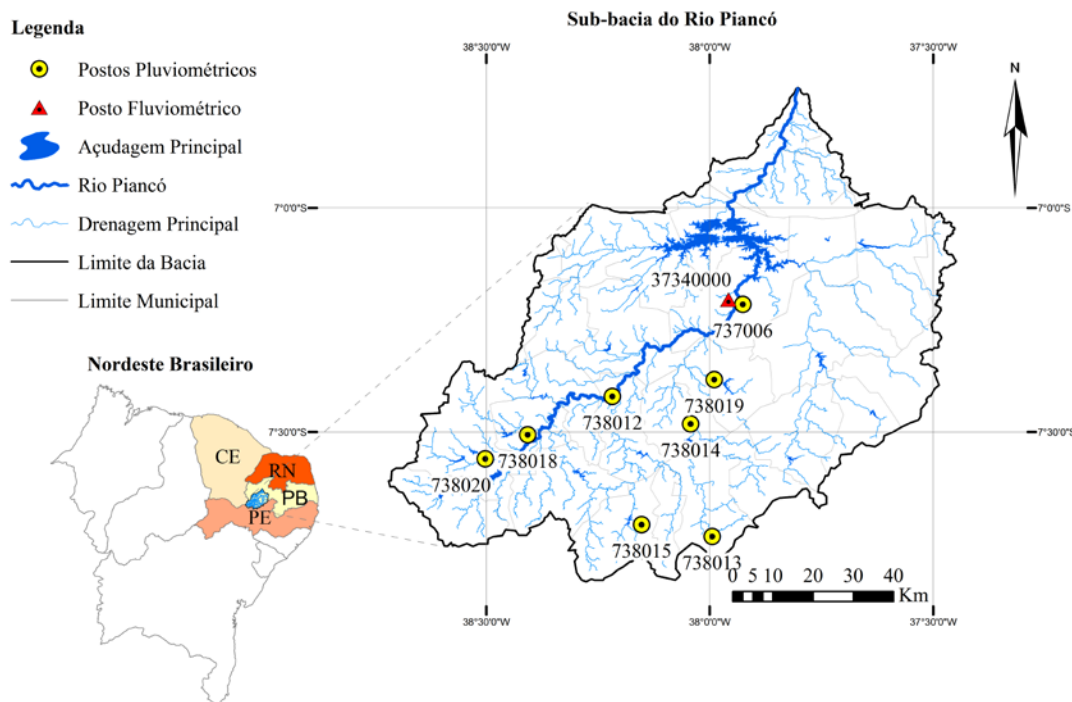 Sub-bacia do Rio Piancó
Legenda
Postos Pluviométricos
Posto Fluviométrico
Açudagem Principal
Rio Piancó
Drenagem Principal
Limite da Bacia
Limite Municipal
Nordeste Brasileiro
CE
RN
PB
PE
38°30'0"W
38°0'0"W
37°30'0"W
N
7°0'0"S
7°0'0"S
37340000
737006
738019
738012
738014
7°30'0"S
7°30'0"S
738018
738020
738015
738013
0 5 10 20 30 40
Km
38°30'0"W
38°0'0"W
37°30'0"W